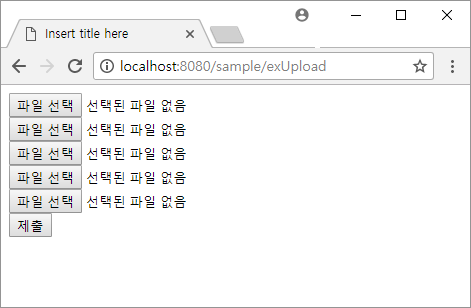 Insert title here
localhost:8080/sample/exUpload
파일 선택 선택된 파일 없음
파일 선택 선택된 파일 없음
파일 선택 선택된 파일 없음
파일 선택 선택된 파일 없음
파일 선택 선택된 파일 없음
제출